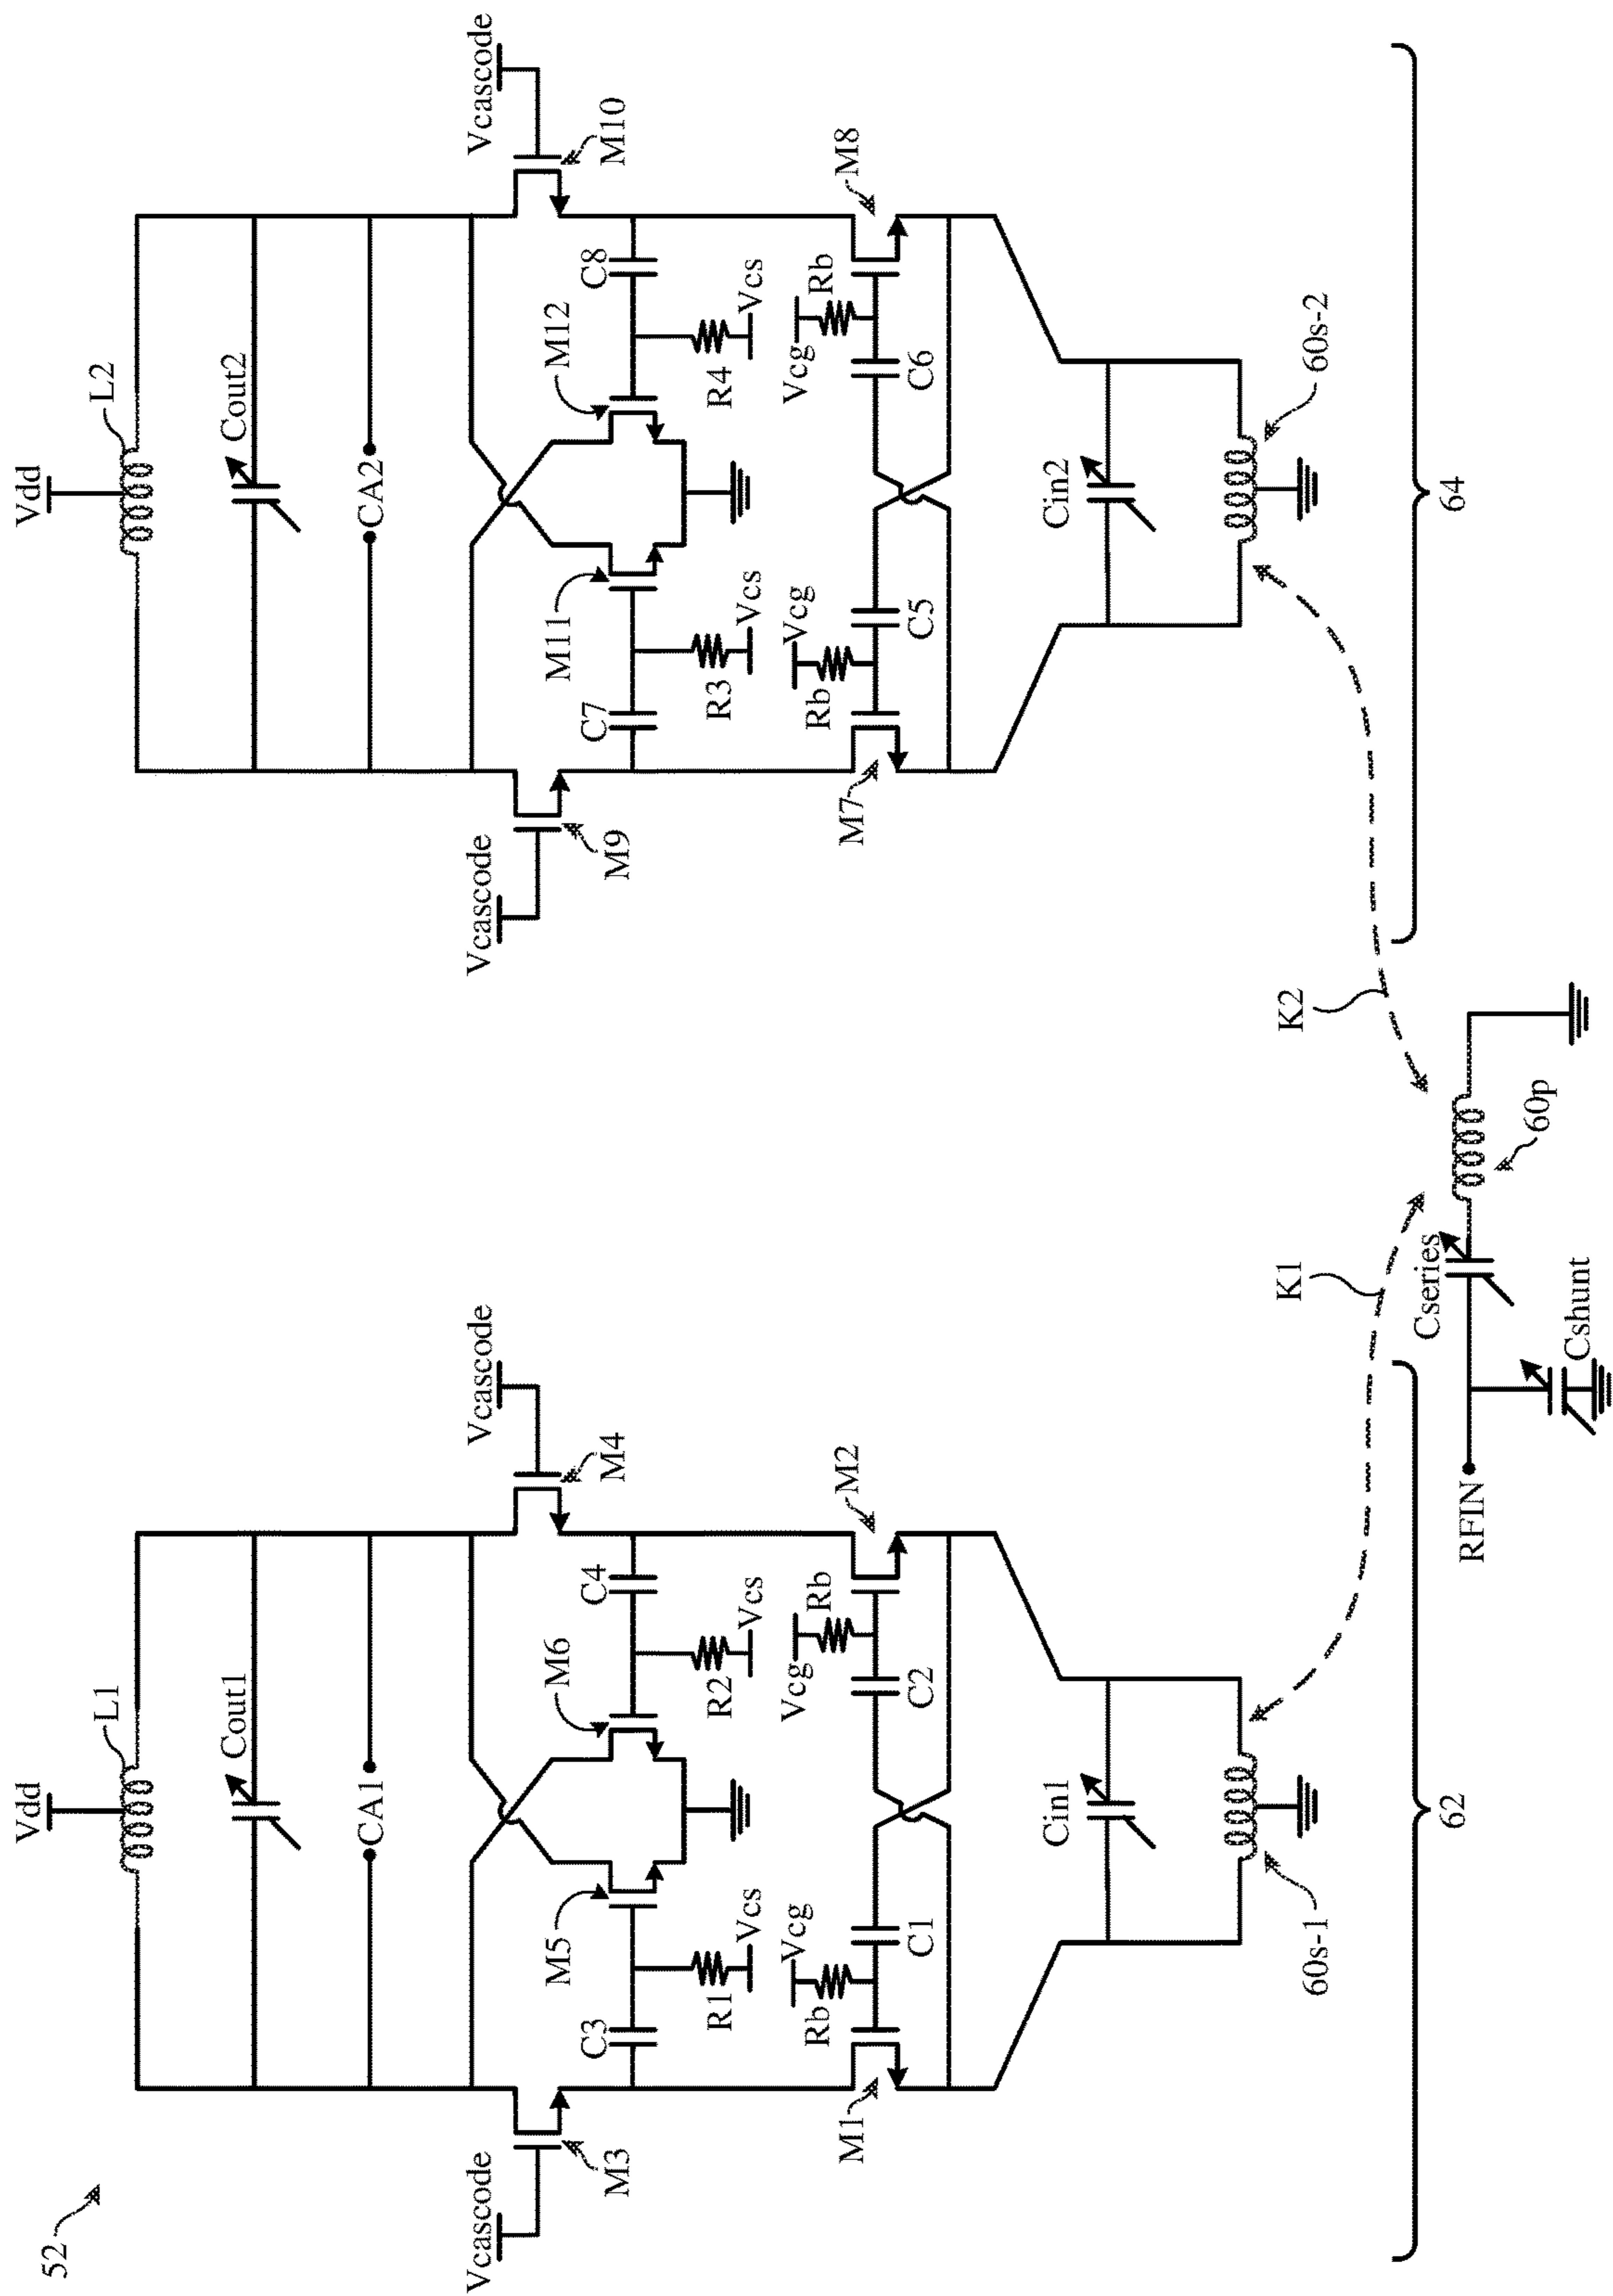 52
Vdd
L1
Cout1
CA1
Vcascode
M3
Vcascode
M4
C3
M5
M6
C4
R1
Vcs
R2
Vcs
Vcg
Rb
Vcg
Rb
M1
C1
C2
M2
Cin1
60s-1
62
K1
Vdd
L2
Cout2
CA2
Vcascode
M9
Vcascode
M10
C7
M11
M12
C8
R3
Vcs
R4
Vcs
Vcg
Rb
Vcg
Rb
M7
C5
C6
M8
Cin2
60s-2
64
K2
RFIN
Cseries
Cshunt
60p